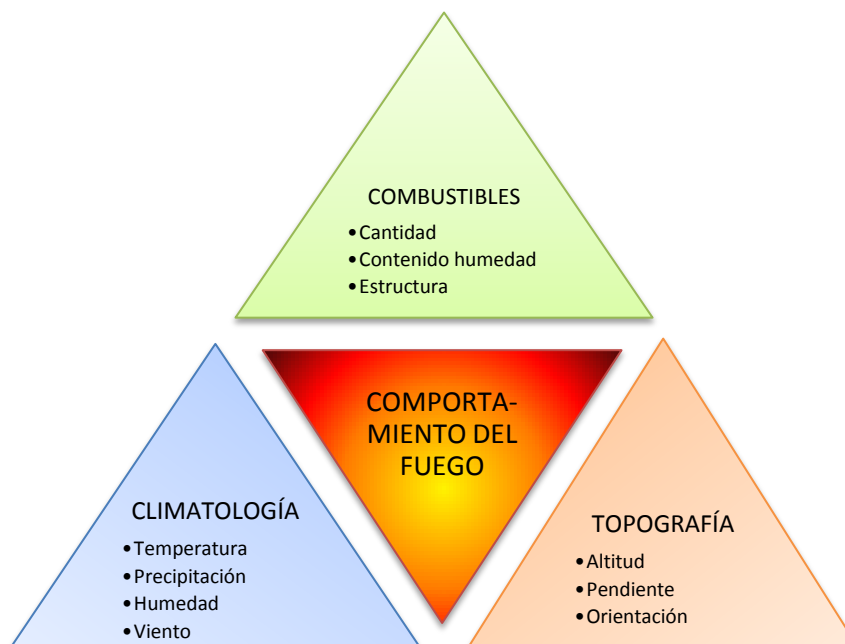 COMBUSTIBLES
•Cantidad
•Contenido humedad
•Estructura
COMPORTA-
MIENTO DEL
FUEGO
CLIMATOLOGÍA
•Temperatura
•Precipitación
•Humedad
•Viento
TOPOGRAFÍA
•Altitud
•Pendiente
•Orientación